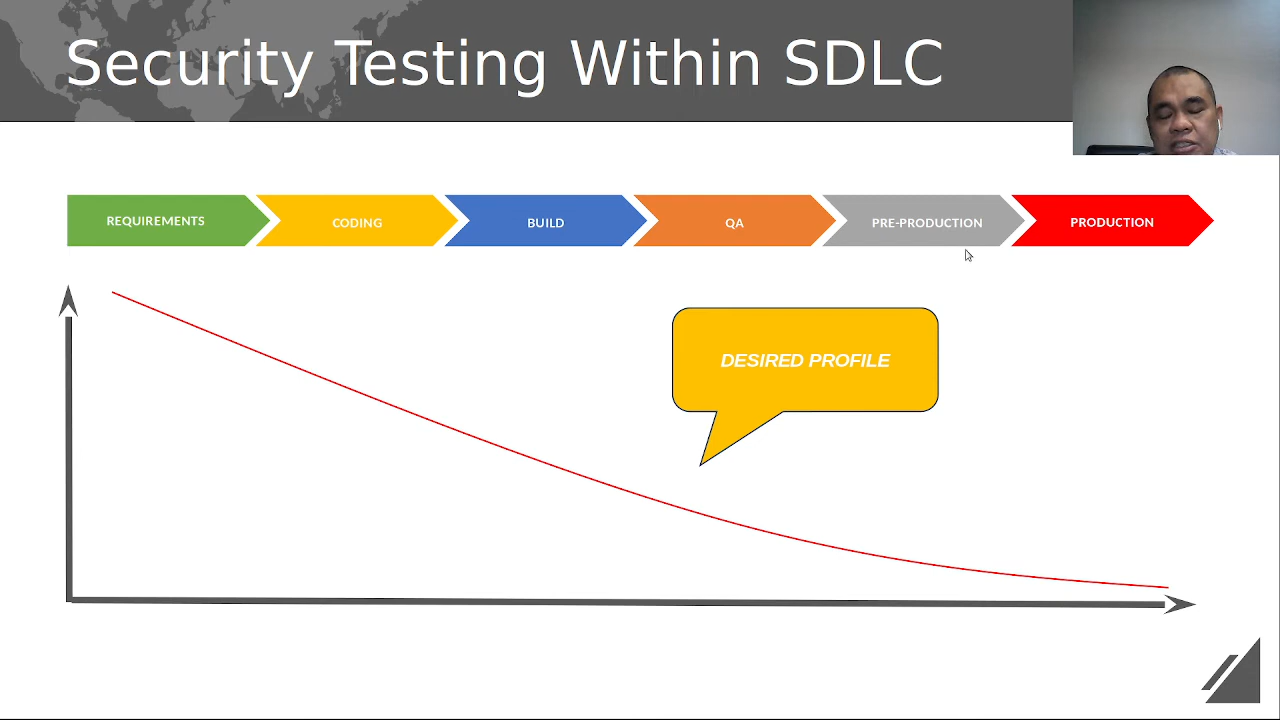 Security Testing Within SDLC
REQUIREMENTS
CODING
BUILD
QA
PRE-PRODUCTION
PRODUCTION
DESIRED PROFILE